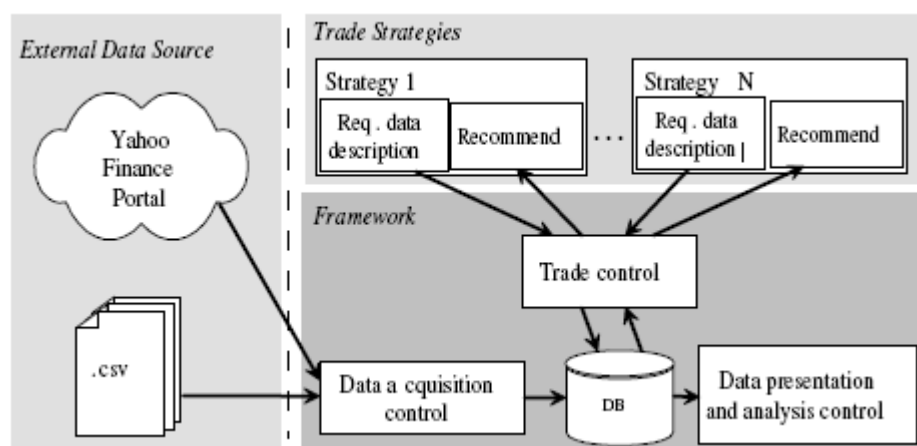 External Data Source
Yahoo
Finance
Portal
.csv
Trade Strategies
Strategy 1
Req . data
description
Recommend
...
Strategy N
Req . data
description |
Recommend
Framework
Trade control
Data a cquisition
control
DB
Data presentation
and analysis control